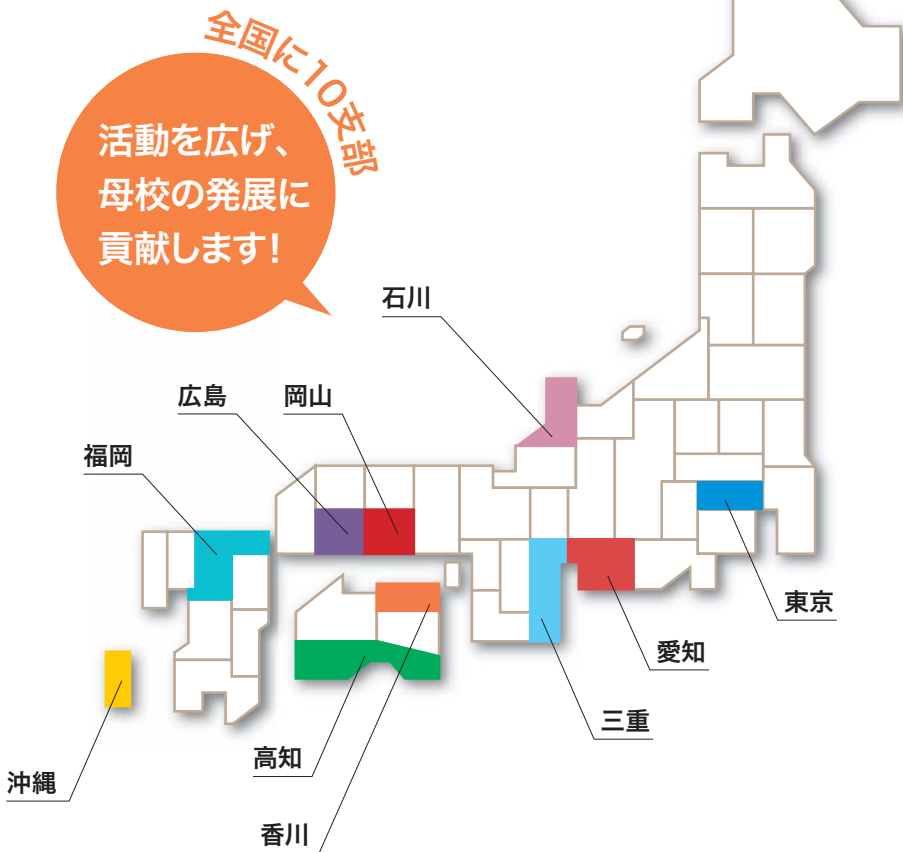 全国に10支部
活動を広げ、
母校の発展に
貢献します!
石川
広島
岡山
福岡
東京
愛知
三重
高知
沖縄
香川